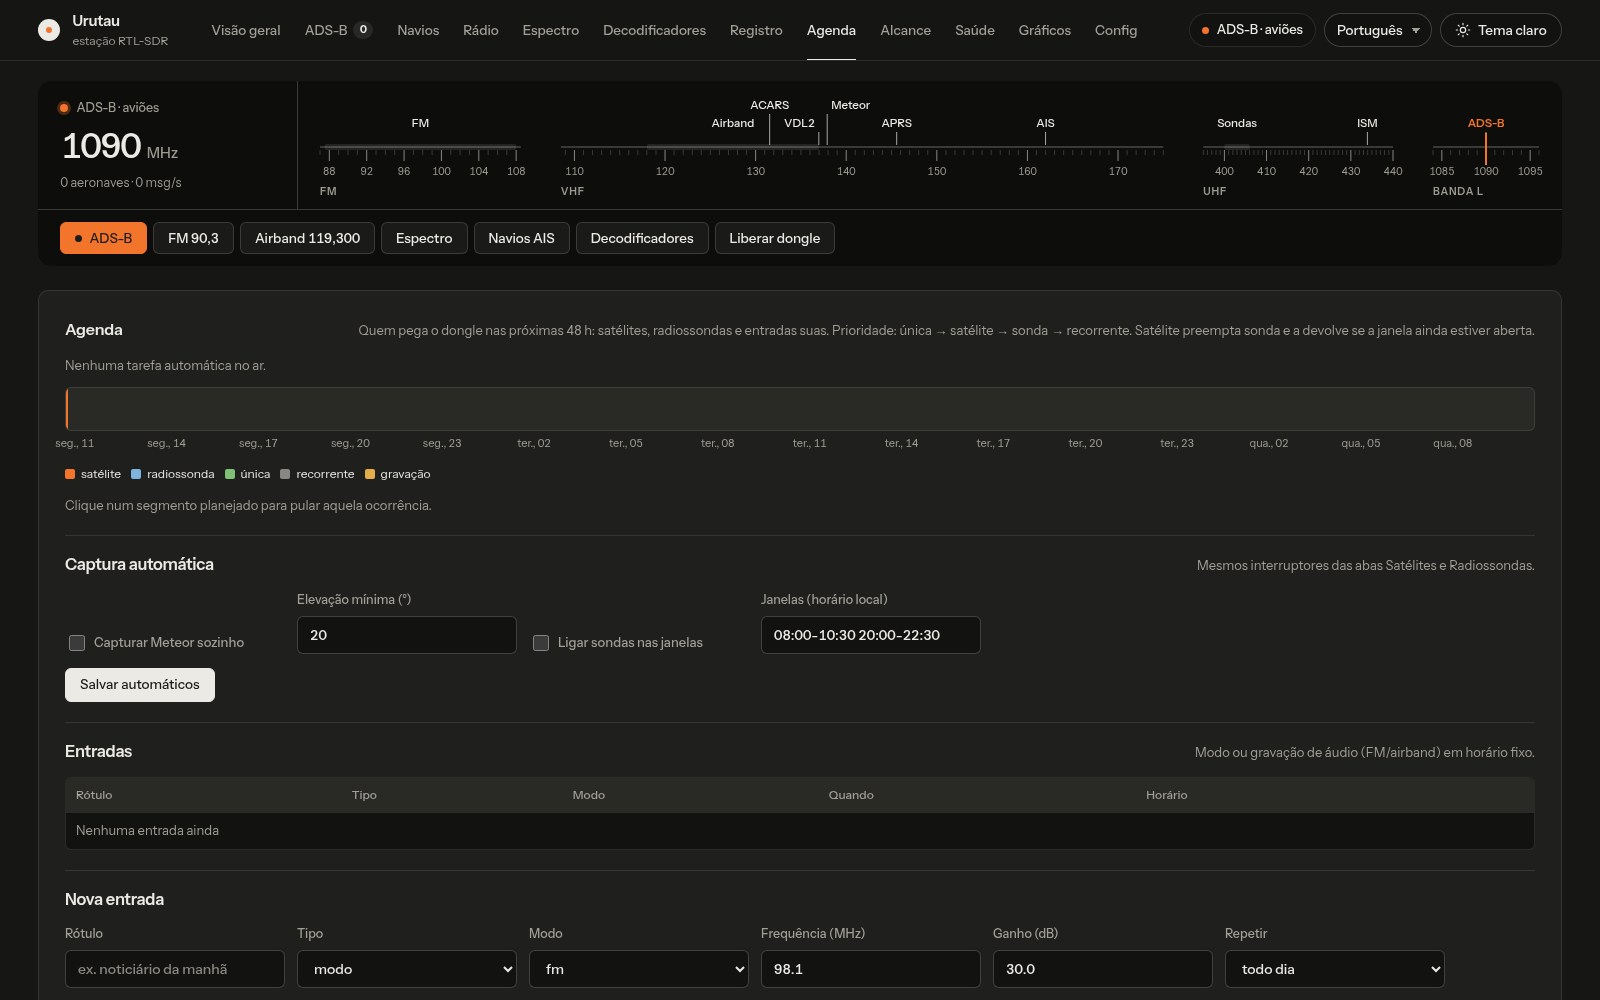 Urutau
estação RTL-SDR
Visão geral
ADS-B 0
Navios
Rádio
Espectro
Decodificadores
Registro
Agenda
Alcance
Saúde
Gráficos
Config
ADS-B · aviões
Português
Tema claro
ADS-B · aviões
1090 MHz
0 aeronaves · 0 msg/s
FM
88 92 96 100 104 108
FM
ACARS Meteor
Airband VDL2 APRS AIS
110 120 130 140 150 160 170
VHF
Sondas ISM
400 410 420 430 440
UHF
ADS-B
1085 1090 1095
BANDA L
ADS-B
FM 90,3
Airband 119,300
Espectro
Navios AIS
Decodificadores
Liberar dongle
Agenda
Quem pega o dongle nas próximas 48 h: satélites, radiossondas e entradas suas. Prioridade: única → satélite → sonda → recorrente. Satélite preempta sonda e a devolve se a janela ainda estiver aberta.
Nenhuma tarefa automática no ar.
seg., 11 seg., 14 seg., 17 seg., 20 seg., 23 ter., 02 ter., 05 ter., 08 ter., 11 ter., 14 ter., 17 ter., 20 ter., 23 qua., 02 qua., 05 qua., 08
satélite radiossonda única recorrente gravação
Clique num segmento planejado para pular aquela ocorrência.
Captura automática
Mesmos interruptores das abas Satélites e Radiossondas.
Elevação mínima (°)
Janelas (horário local)
Capturar Meteor sozinho
20
Ligar sondas nas janelas
08:00-10:30 20:00-22:30
Salvar automáticos
Entradas
Modo ou gravação de áudio (FM/airband) em horário fixo.
Rótulo Tipo Modo Quando Horário
Nenhuma entrada ainda
Nova entrada
Rótulo Tipo Modo Frequência (MHz) Ganho (dB) Repetir
ex. noticiário da manhã modo fm 98.1 30.0 todo dia